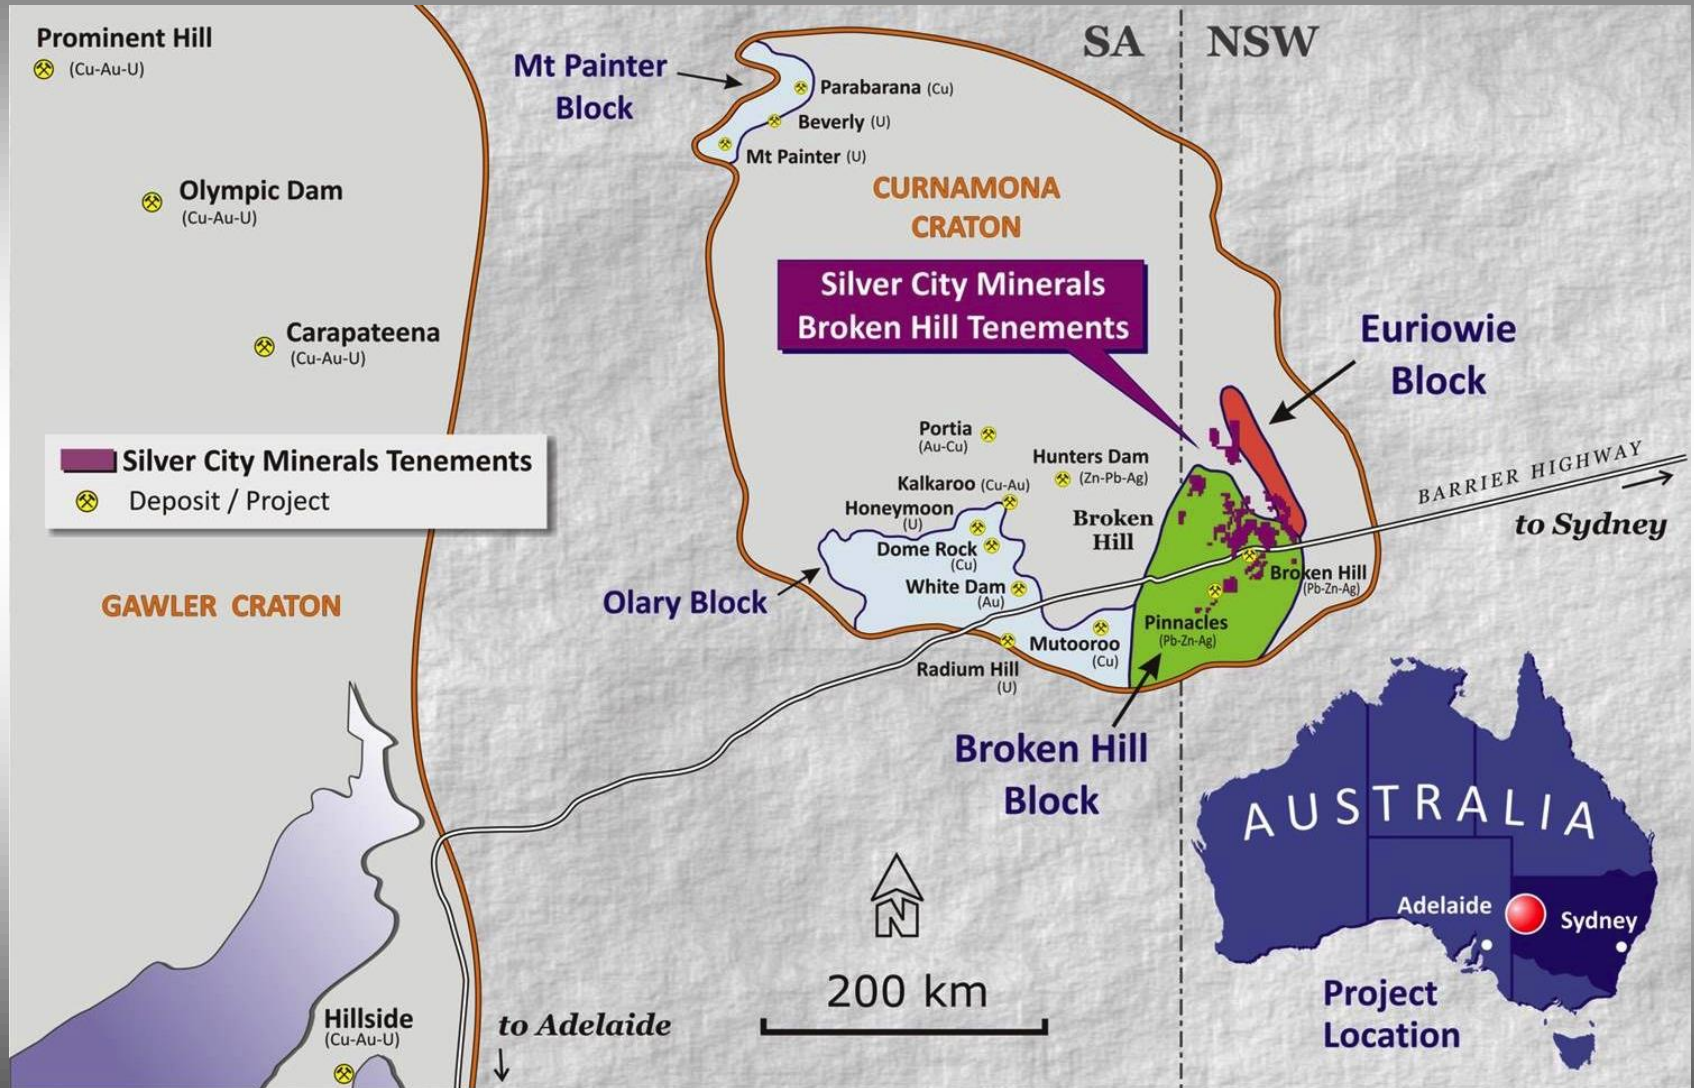 Prominent Hill
(Cu-Au-U)
Olympic Dam
(Cu-Au-U)
Carapateena
(Cu-Au-U)
Silver City Minerals Tenements
Deposit / Project
GAWLER CRATON
Hillside
(Cu-Au-U)
to Adelaide
Mt Painter
Block
Parabarana (Cu)
Beverly (U)
Mt Painter (U)
SA
NSW
CURNAMONA
CRATON
Silver City Minerals
Broken Hill Tenements
Euriowie
Block
Portia
(Au-Cu)
Hunters Dam
(Zn-Pb-Ag)
Kalkaroo (Cu-Au)
Honeymoon
(U)
Broken
Hill
Dome Rock
(Cu)
White Dam
(Au)
Olary Block
Broken Hill
(Pb-Zn-Ag)
Pinnacles
(Pb-Zn-Ag)
Mutooroo
(Cu)
Radium Hill
(U)
BARRIER HIGHWAY
to Sydney
Broken Hill
Block
N
200 km
AUSTRALIA
Adelaide
Sydney
Project
Location